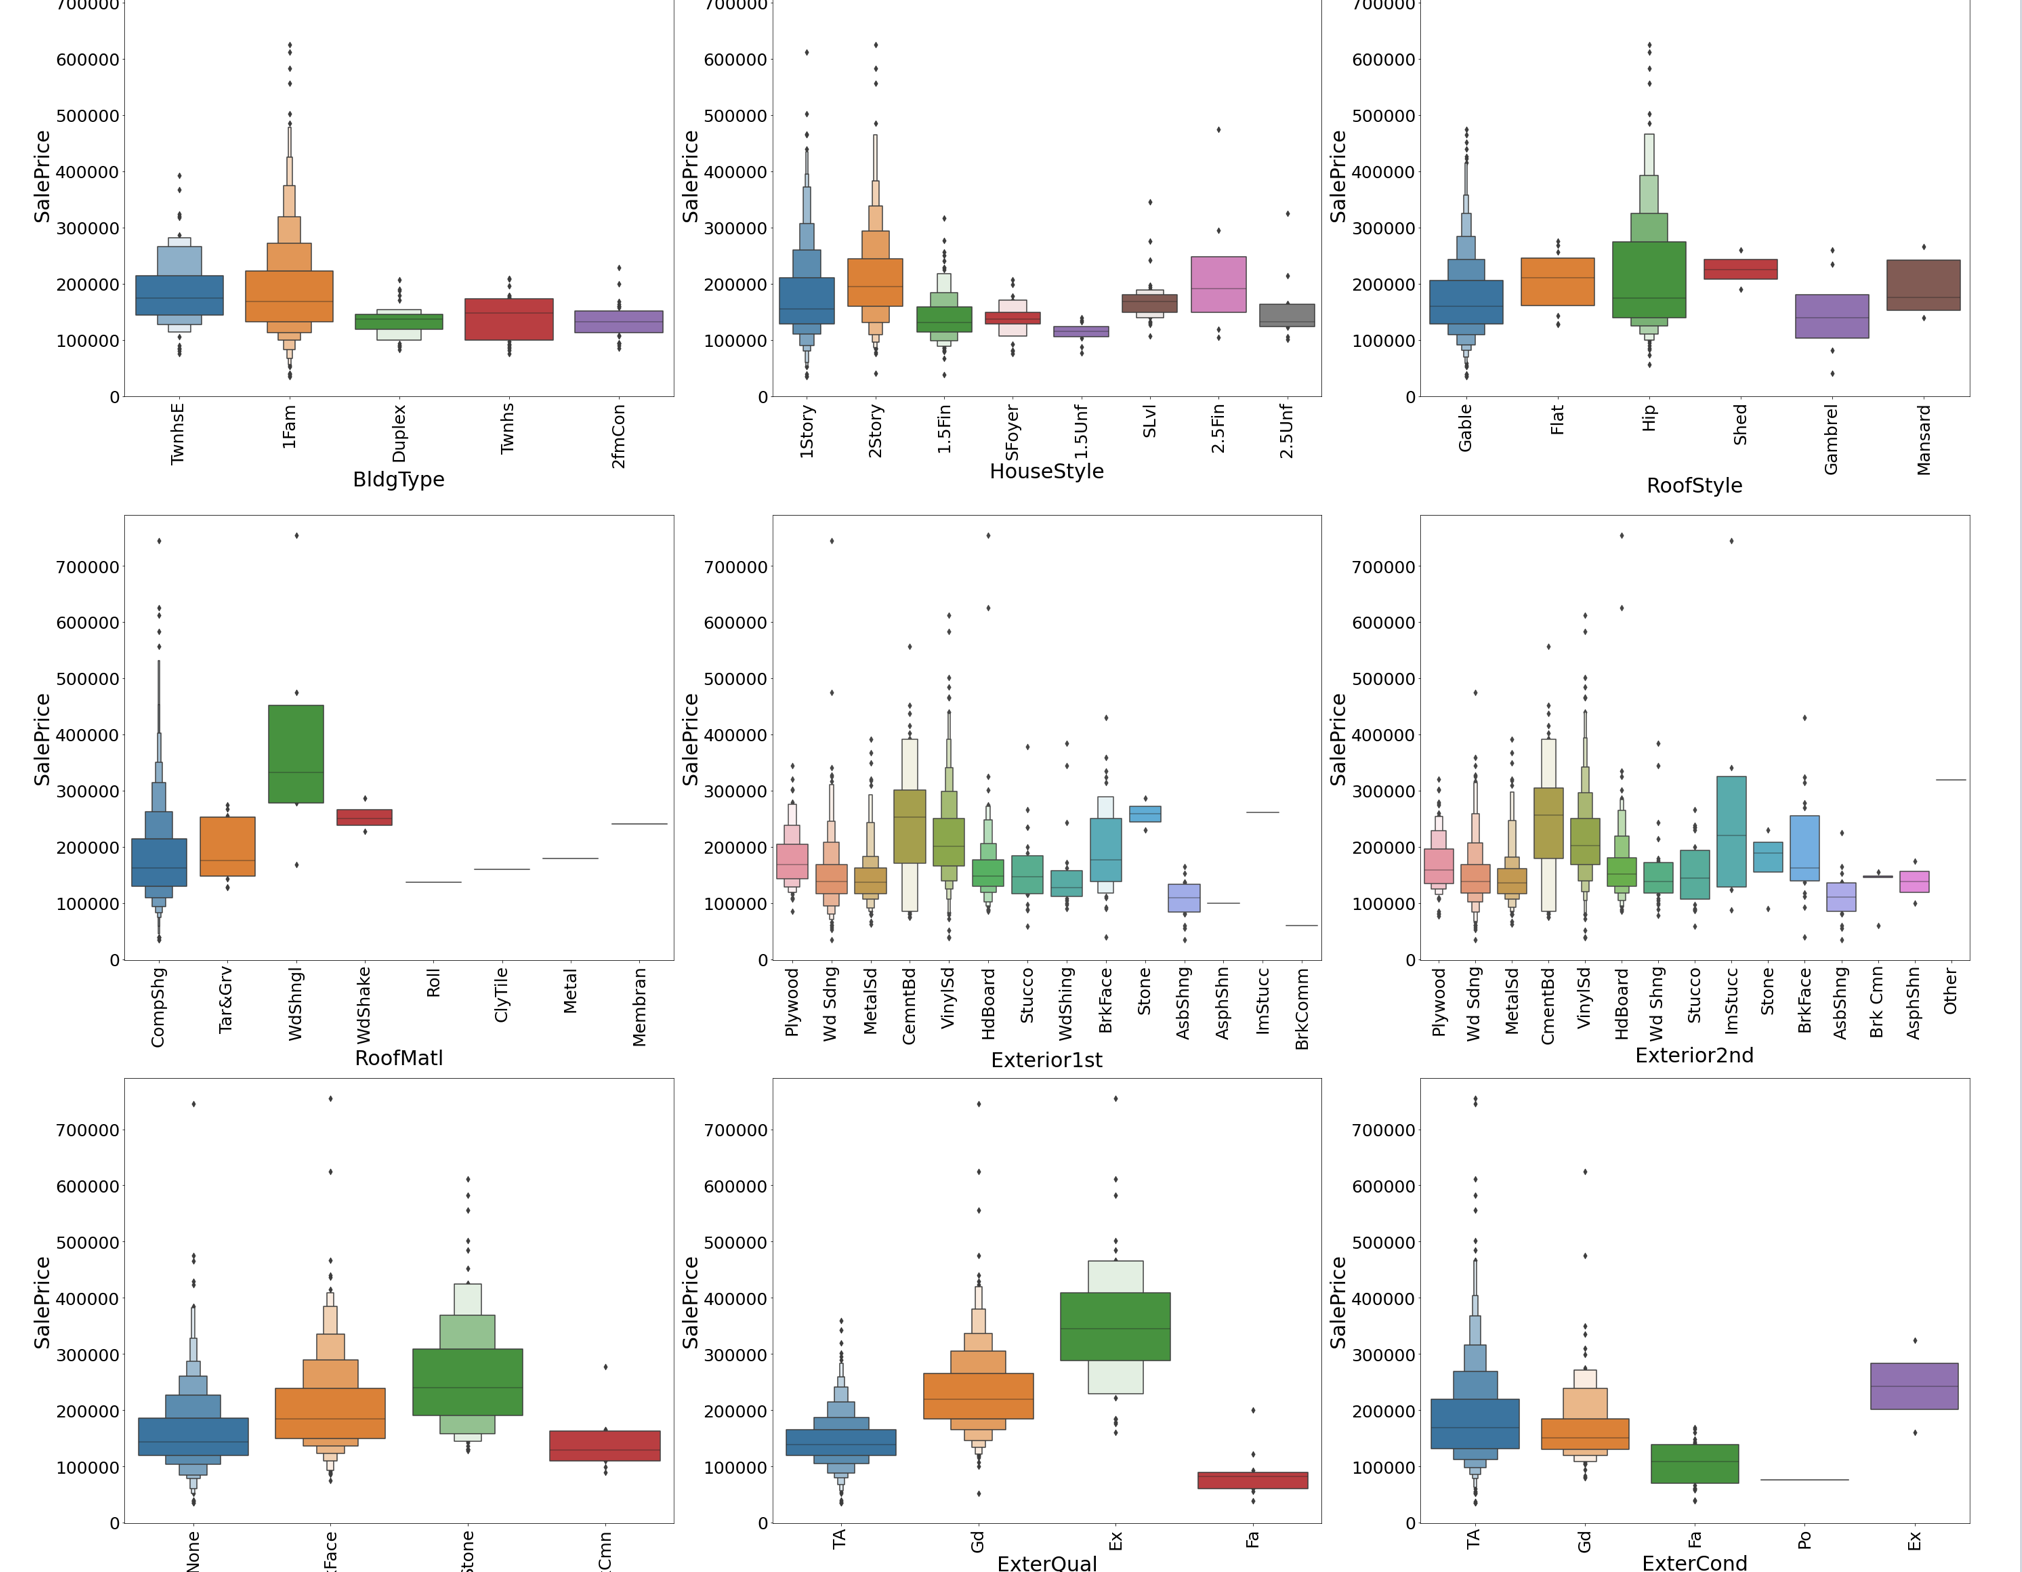 700000
600000
500000
400000
300000
200000
100000
0
SalePrice
TwnhsE
1Fam
Duplex
Twnhs
2fmCon
BldgType
700000
600000
500000
400000
300000
200000
100000
0
SalePrice
1Story
2Story
1.5Fin
SFoyer
1.5Unf
SLvl
2.5Fin
2.5Unf
HouseStyle
700000
600000
500000
400000
300000
200000
100000
0
SalePrice
Gable
Flat
Hip
Shed
Gambrel
Mansard
RoofStyle
700000
600000
500000
400000
300000
200000
100000
0
SalePrice
CompShg
Tar&Grv
WdShngl
WdShake
Roll
ClyTile
Metal
Membran
RoofMatl
700000
600000
500000
400000
300000
200000
100000
0
SalePrice
Plywood
Wd Sdng
MetalSd
CemntBd
VinylSd
HdBoard
Stucco
WdShing
BrkFace
Stone
AsbShng
AsphShn
ImStucc
BrkComm
Exterior1st
700000
600000
500000
400000
300000
200000
100000
0
SalePrice
Plywood
Wd Sdng
MetalSd
CmentBd
VinylSd
HdBoard
Wd Shng
Stucco
ImStucc
Stone
BrkFace
AsbShng
Brk Cmn
AsphShn
Other
Exterior2nd
700000
600000
500000
400000
300000
200000
100000
0
SalePrice
None
Face
Stone
Cmn
700000
600000
500000
400000
300000
200000
100000
0
SalePrice
TA
Gd
Ex
Fa
ExterQual
700000
600000
500000
400000
300000
200000
100000
0
SalePrice
TA
Gd
Fa
Po
Ex
ExterCond